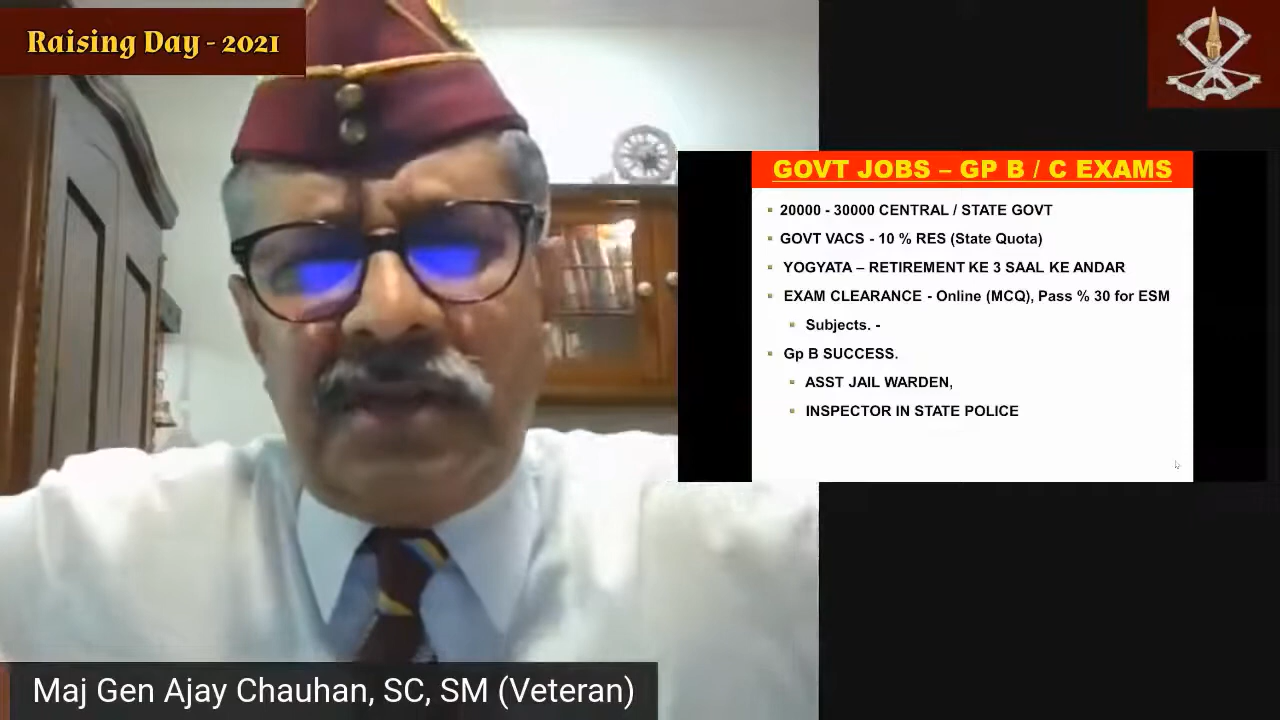 Raising Day - 2021
GOVT JOBS – GP B / C EXAMS
20000 - 30000 CENTRAL / STATE GOVT
GOVT VACS - 10 % RES (State Quota)
YOGYATA – RETIREMENT KE 3 SAAL KE ANDAR
EXAM CLEARANCE - Online (MCQ), Pass % 30 for ESM
Subjects. -
Gp B SUCCESS.
ASST JAIL WARDEN,
INSPECTOR IN STATE POLICE
Maj Gen Ajay Chauhan, SC, SM (Veteran)